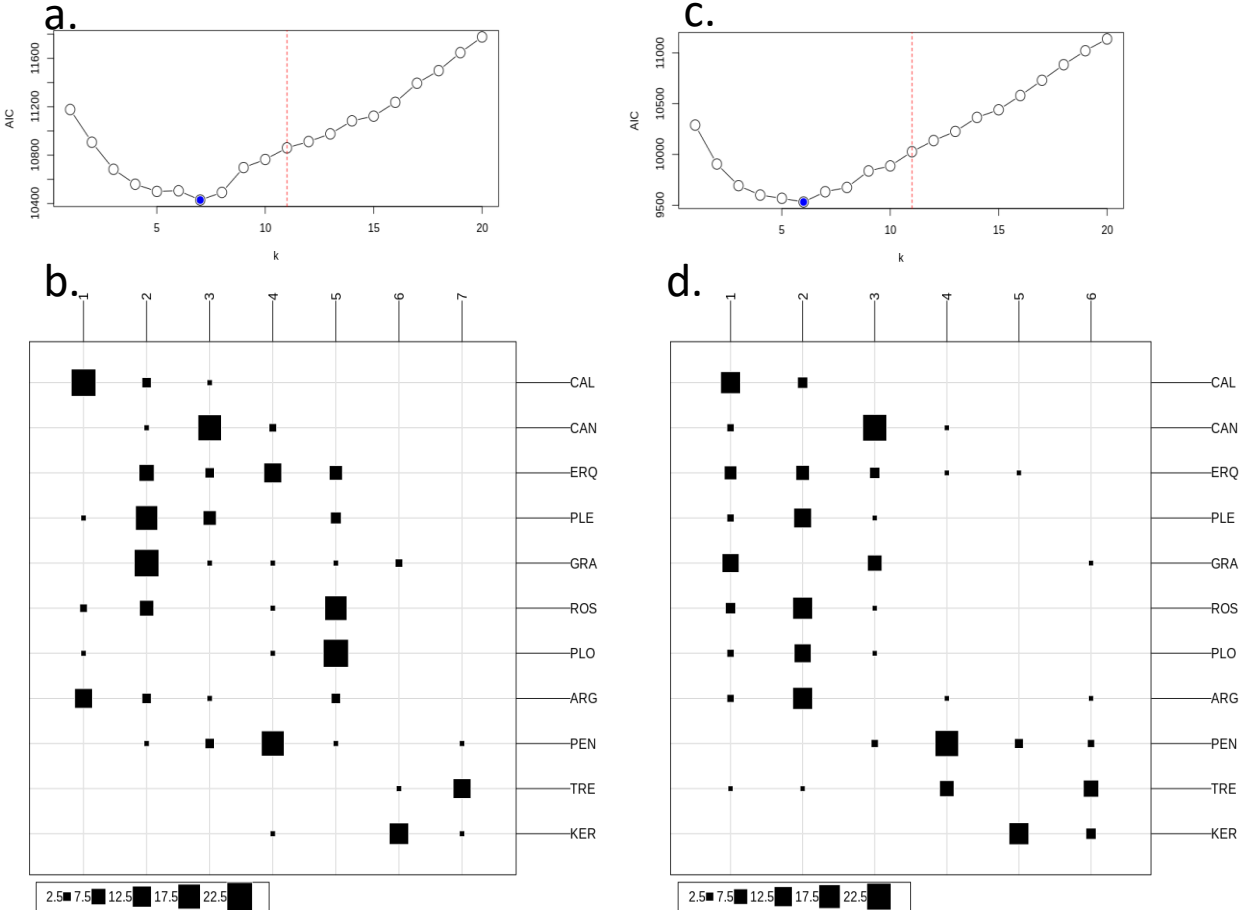 a.
11600
11200
10800
10400
AIC
5 10 15 20
k
c.
11000
10500
10000
9500
AIC
5 10 15 20
k
b.
1 2 3 4 5 6 7
CAL
CAN
ERQ
PLE
GRA
ROS
PLO
ARG
PEN
TRE
KER
2.5 7.5 12.5 17.5 22.5
d.
1 2 3 4 5 6
CAL
CAN
ERQ
PLE
GRA
ROS
PLO
ARG
PEN
TRE
KER
2.5 7.5 12.5 17.5 22.5